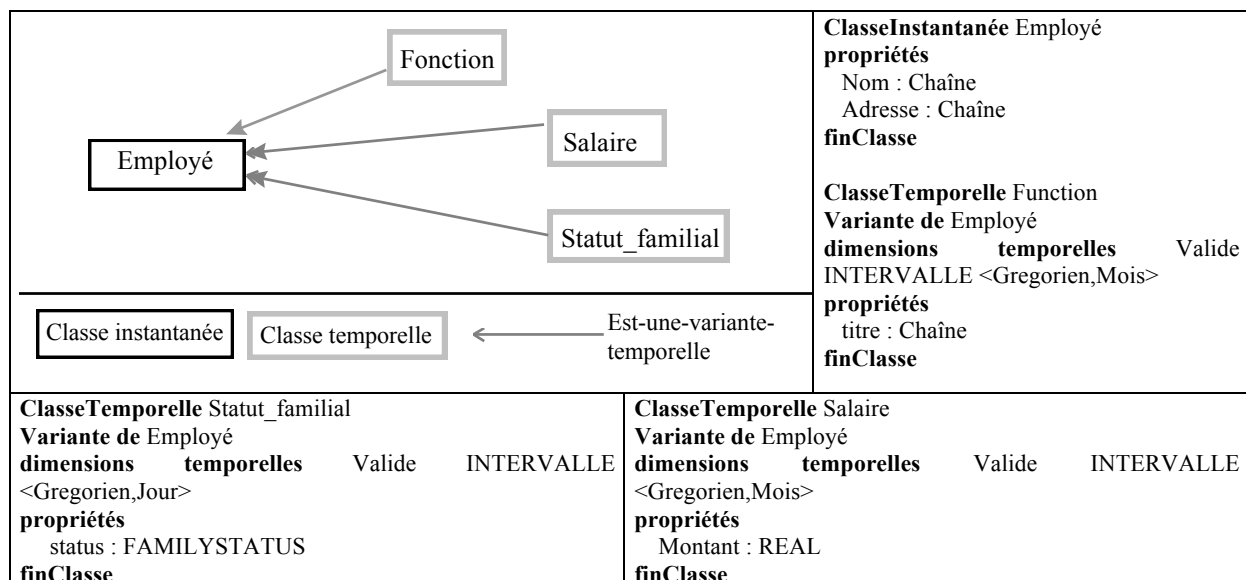 Fonction
Salaire
Employé
Statut_familial
Classe instantanée
Classe temporelle
Est-une-variante-
temporelle
ClasseInstantanée Employé
propriétés
Nom : Chaîne
Adresse : Chaîne
finClasse
ClasseTemporelle Function
Variante de Employé
dimensions temporelles Valide
INTERVALLE <Gregorien,Mois>
propriétés
titre : Chaîne
finClasse
ClasseTemporelle Statut_familial
Variante de Employé
dimensions temporelles Valide INTERVALLE
<Gregorien,Jour>
propriétés
status : FAMILYSTATUS
finClasse
ClasseTemporelle Salaire
Variante de Employé
dimensions temporelles Valide INTERVALLE
<Gregorien,Mois>
propriétés
Montant : REAL
finClasse